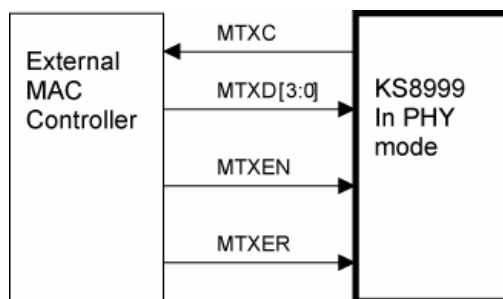 External
MAC
Controller
MTXC
MTXD[3:0]
MTXEN
MTXER
KS8999
In PHY
mode